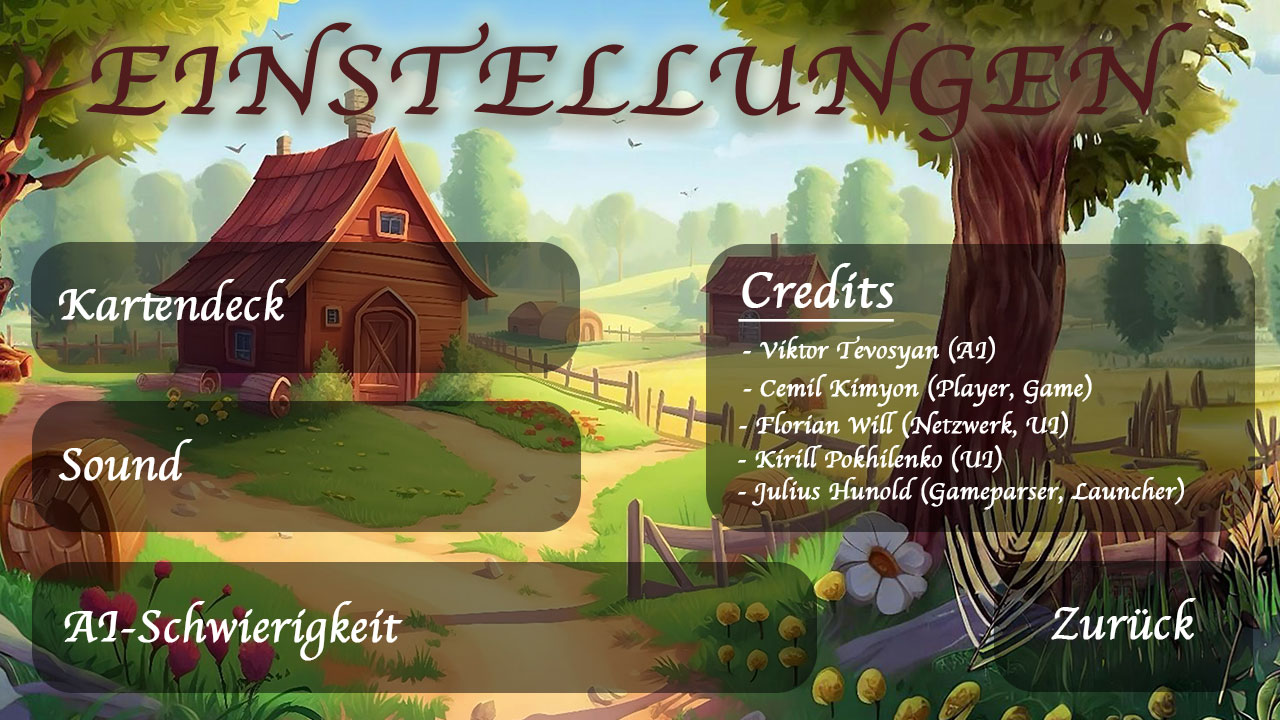 EINSTELLUNGEN
Kartendeck
Sound
AI-Schwierigkeit
Credits
- Viktor Tevosyan (AI)
- Cemil Kimyon (Player, Game)
- Florian Will (Netzwerk, UI)
- Kirill Pokhilenko (UI)
- Julius Hunold (Gameparser, Launcher)
Zurück